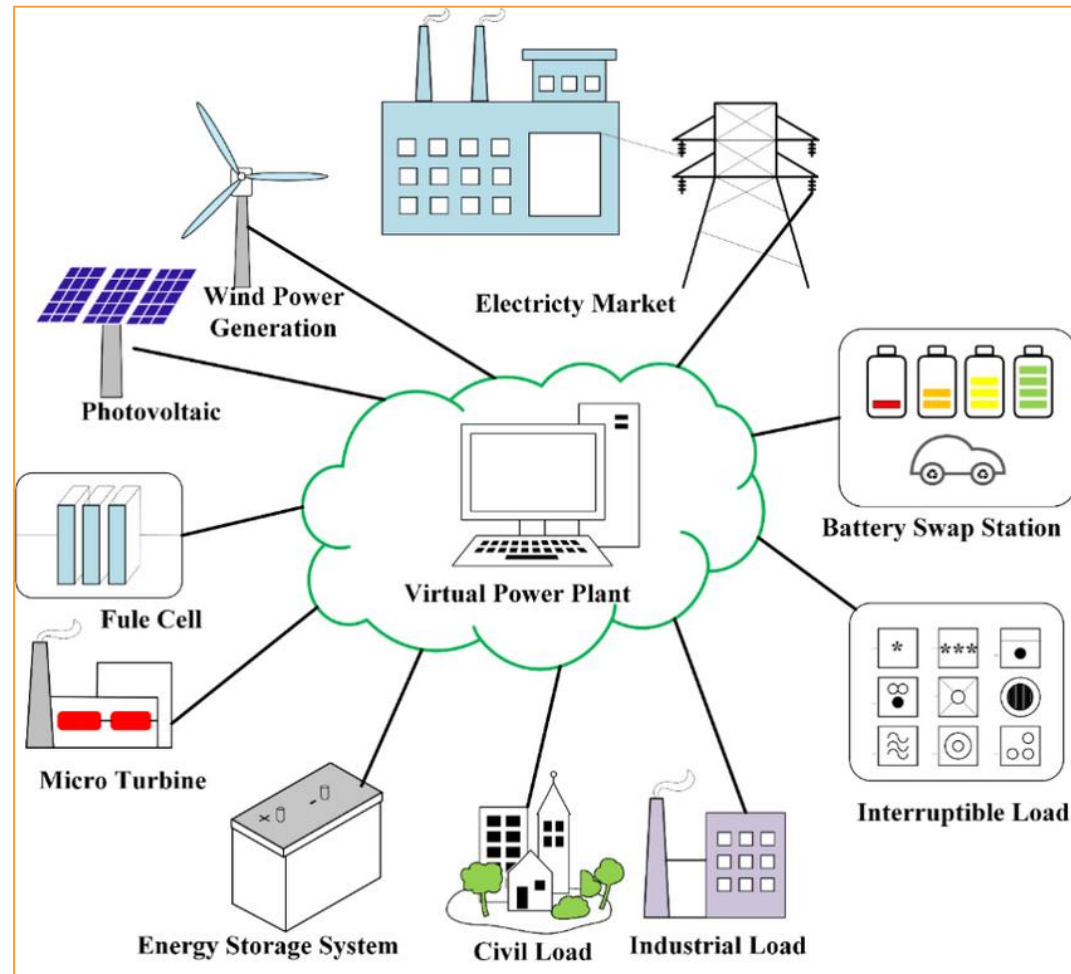 Wind Power
Generation
Electricty Market
Photovoltaic
Battery Swap Station
Virtual Power Plant
Fule Cell
Interruptible Load
Micro Turbine
+ -
Energy Storage System
Civil Load
Industrial Load